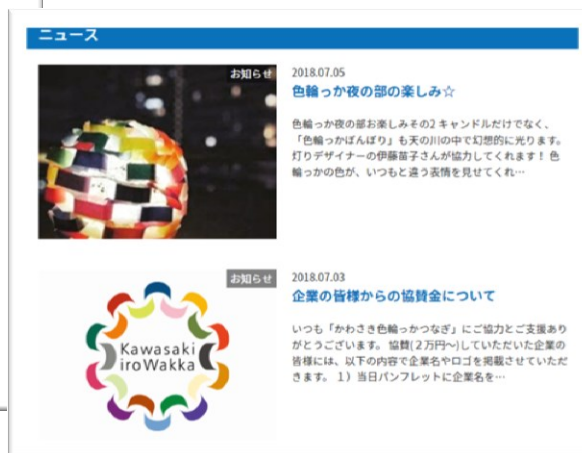 ニュース
お知らせ
2018.07.05
色輪っか夜の部の楽しみ☆
色輪っか夜の部お楽しみその2 キャンドルだけでなく、
「色輪っかぼんぼり」も天の川の中で幻想的に光ります。
灯りデザイナーの伊藤苗子さんが協力してくれます！ 色
輪っかの色が、いつもと違う表情を見せてくれ…
お知らせ
2018.07.03
企業の皆様からの協賛金について
いつも「かわさき色輪っかつなぎ」にご協力とご支援あり
がとうございます。 協賛(２万円〜)していただいた企業の
皆様には、以下の内容で企業名やロゴを掲載させていただ
きます。 １）当日パンフレットに企業名を…
Kawasaki
iroWakka